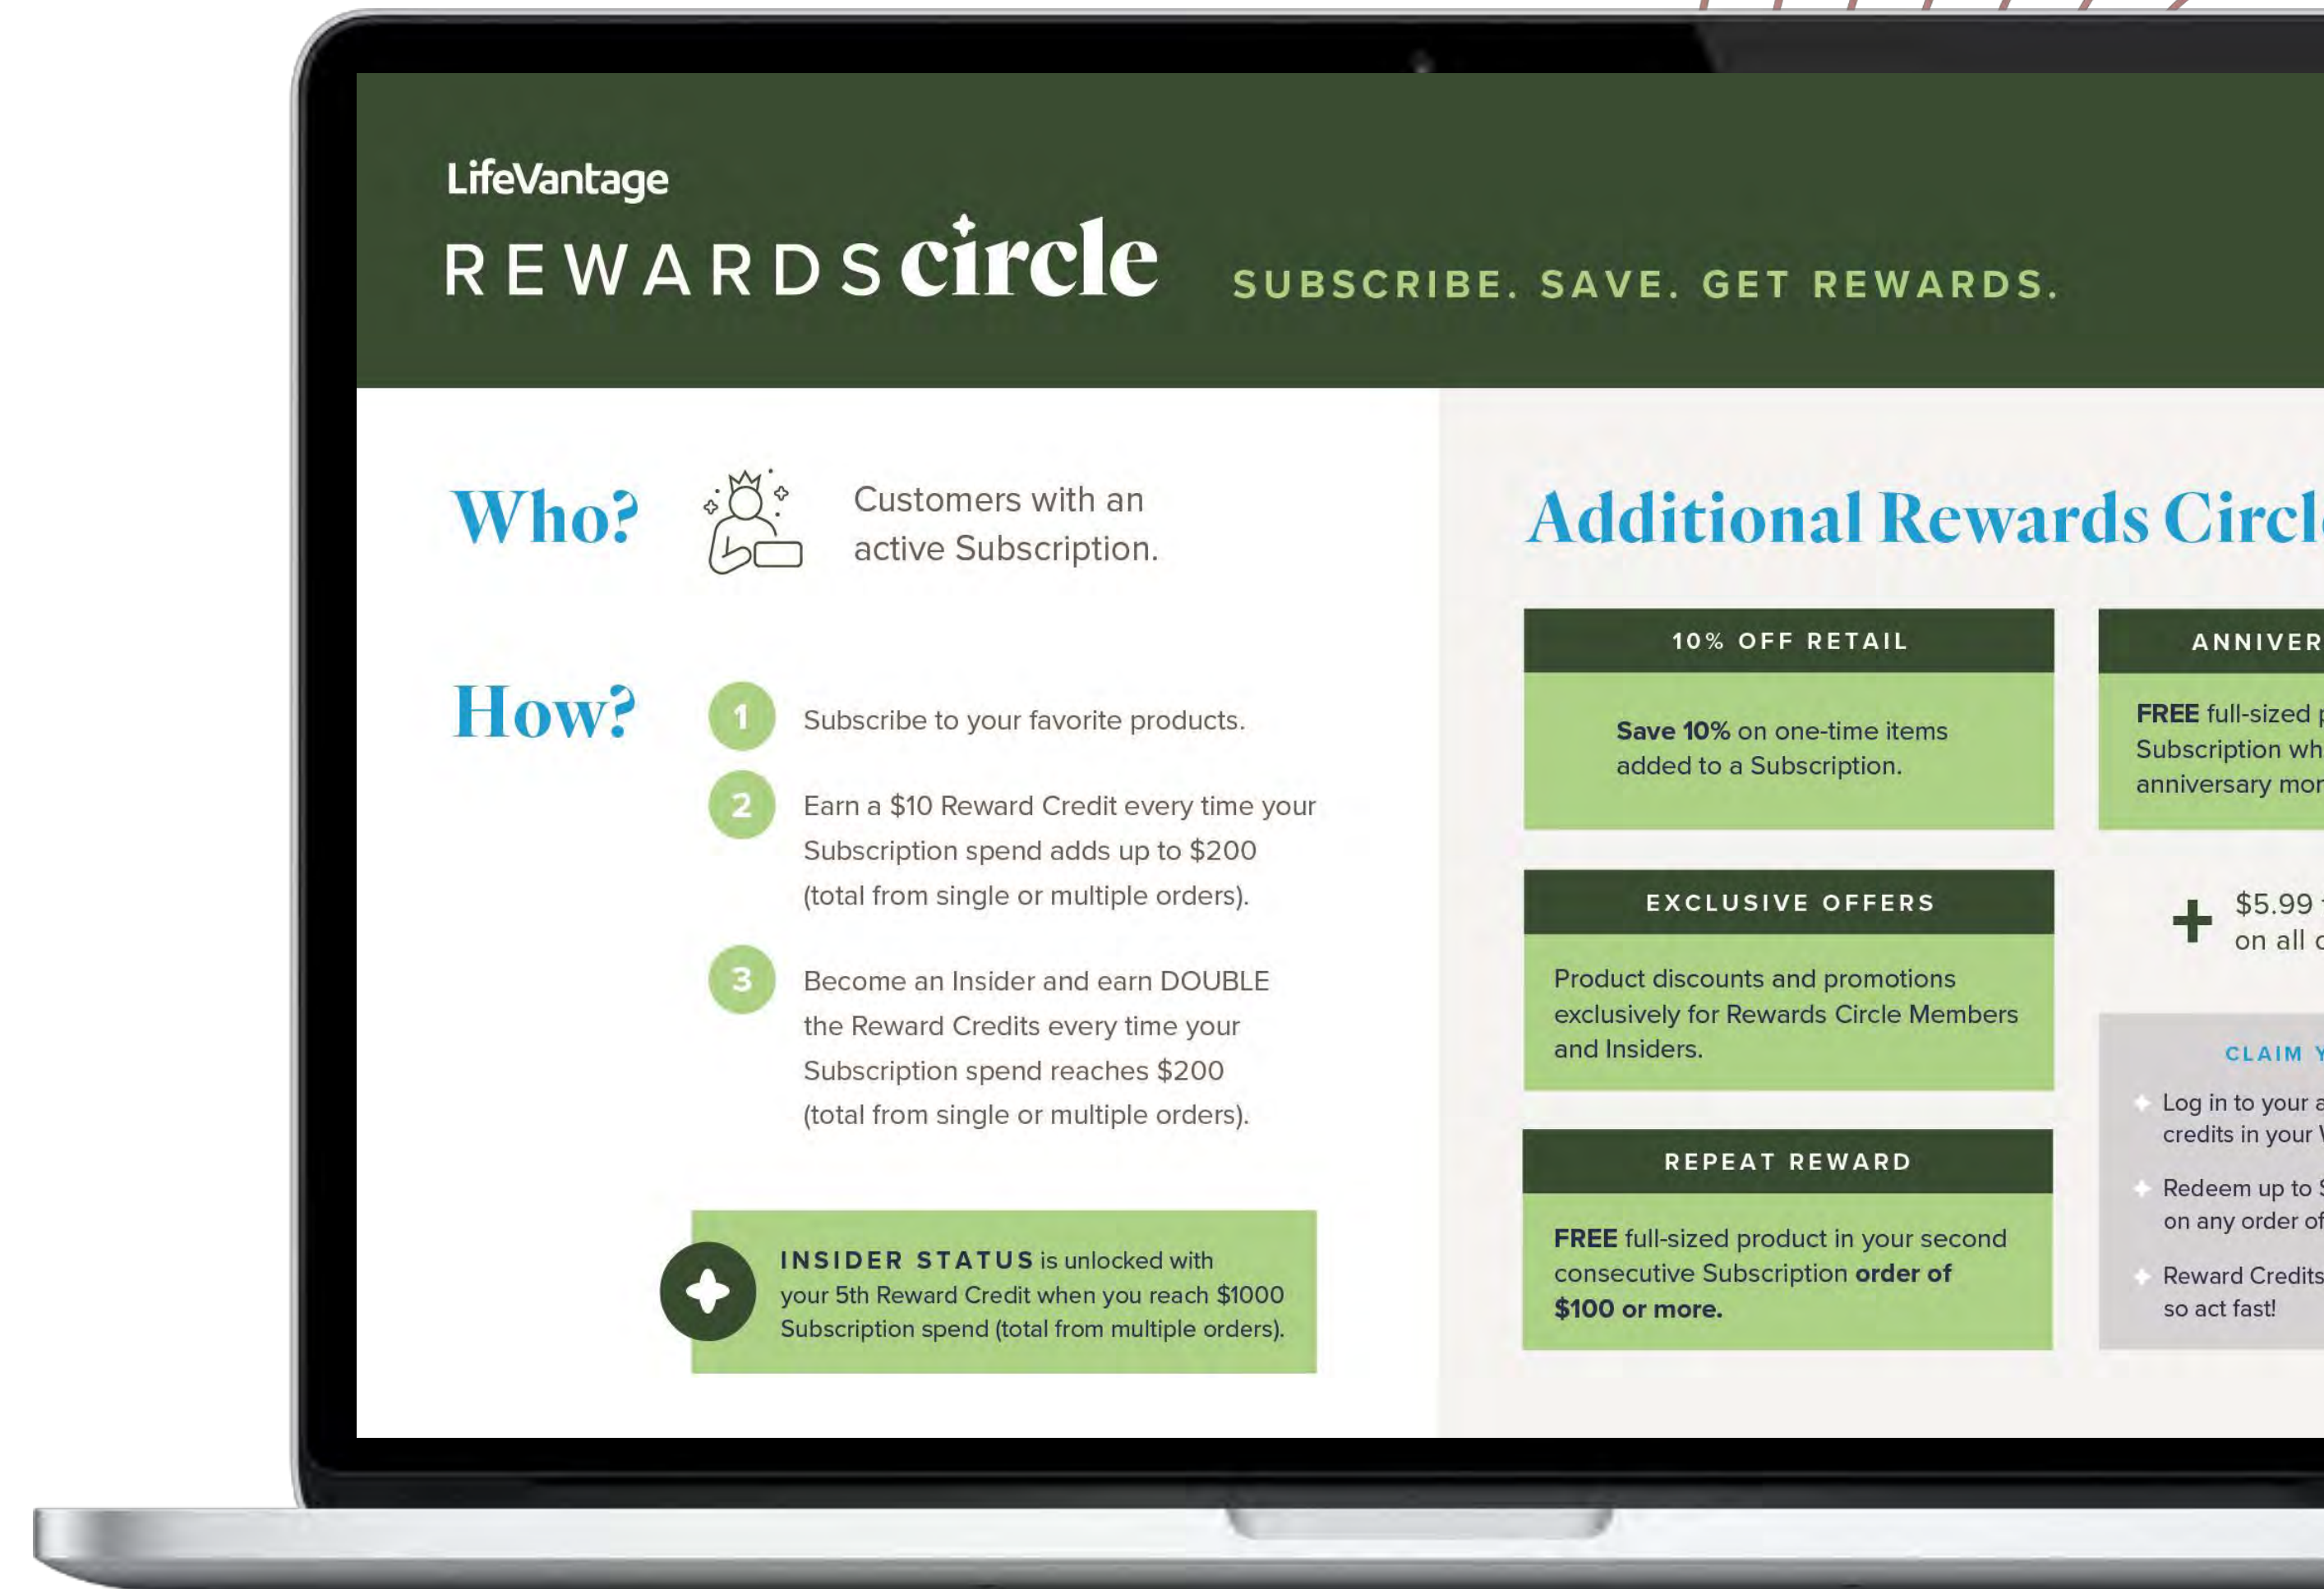 LifeVantage
REWARDS circle
SUBSCRIBE. SAVE. GET REWARDS.
Who?
Customers with an
active Subscription.
How?
1
Subscribe to your favorite products.
2
Earn a $10 Reward Credit every time your
Subscription spend adds up to $200
(total from single or multiple orders).
3
Become an Insider and earn DOUBLE
the Reward Credits every time your
Subscription spend reaches $200
(total from single or multiple orders).
INSIDER STATUS is unlocked with
your 5th Reward Credit when you reach $1000
Subscription spend (total from multiple orders).
Additional Rewards
10% OFF RETAIL
Save 10% on one-time items
added to a Subscription.
EXCLUSIVE OFFERS
Product discounts and promotions
exclusively for Rewards Circle Members
and Insiders.
REPEAT REWARD
FREE full-sized product in your second
consecutive Subscription order of
$100 or more.
FREE full-sized
Subscription
anniversary
+
$5.99
on all
CLAIM
Log in to your
credits in your
Redeem up to
on any order of
Reward Credits
so act fast!